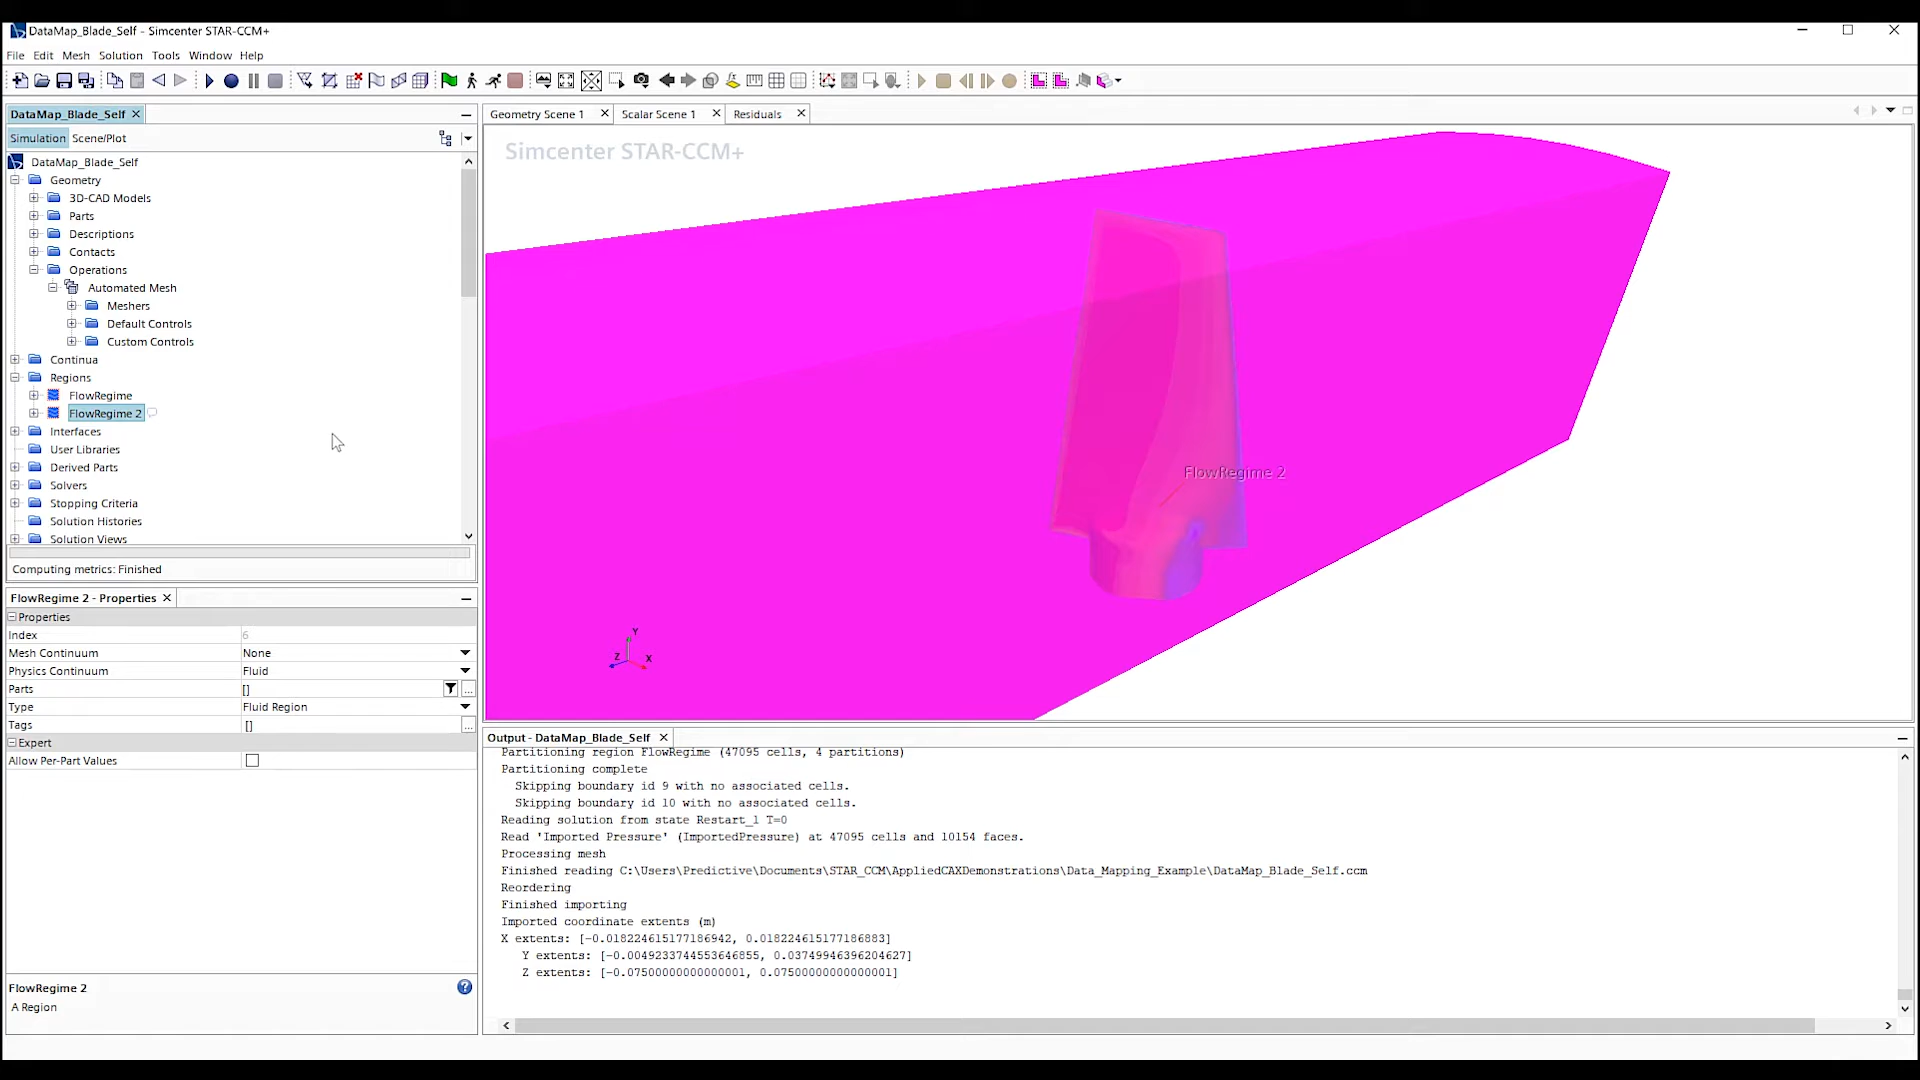 DataMap_Blade_Self - Simcenter STAR-CCM+
File Edit Mesh Solution Tools Window Help
DataMap_Blade_Self
Simulation Scene/Plot
DataMap_Blade_Self
Geometry
3D-CAD Models
Parts
Descriptions
Contacts
Operations
Automated Mesh
Meshers
Default Controls
Custom Controls
Continua
Regions
FlowRegime
FlowRegime 2
Interfaces
User Libraries
Derived Parts
Solvers
Stopping Criteria
Solution Histories
Solution Views
Computing metrics: Finished
FlowRegime 2 - Properties
Properties
Index 6
Mesh Continuum None
Physics Continuum Fluid
Parts []
Type Fluid Region
Tags []
Expert
Allow Per-Part Values
FlowRegime 2
A Region
Geometry Scene 1 Scalar Scene 1 Residuals
Simcenter STAR-CCM+
FlowRegime 2
Y
Z X
Output - DataMap_Blade_Self
Partitioning region FlowRegime (47095 cells, 4 partitions)
Partitioning complete
Skipping boundary id 9 with no associated cells.
Skipping boundary id 10 with no associated cells.
Reading solution from state Restart_1 T=0
Read 'Imported Pressure' (ImportedPressure) at 47095 cells and 10154 faces.
Processing mesh
Finished reading C:\Users\Predictive\Documents\STAR_CCM\AppliedCAXDemonstrations\Data_Mapping_Example\DataMap_Blade_Self.ccm
Reordering
Finished importing
Imported coordinate extents (m)
X extents: [-0.018224615177186942, 0.018224615177186883]
Y extents: [-0.0049233744553646855, 0.03749946396204627]
Z extents: [-0.07500000000000001, 0.07500000000000001]